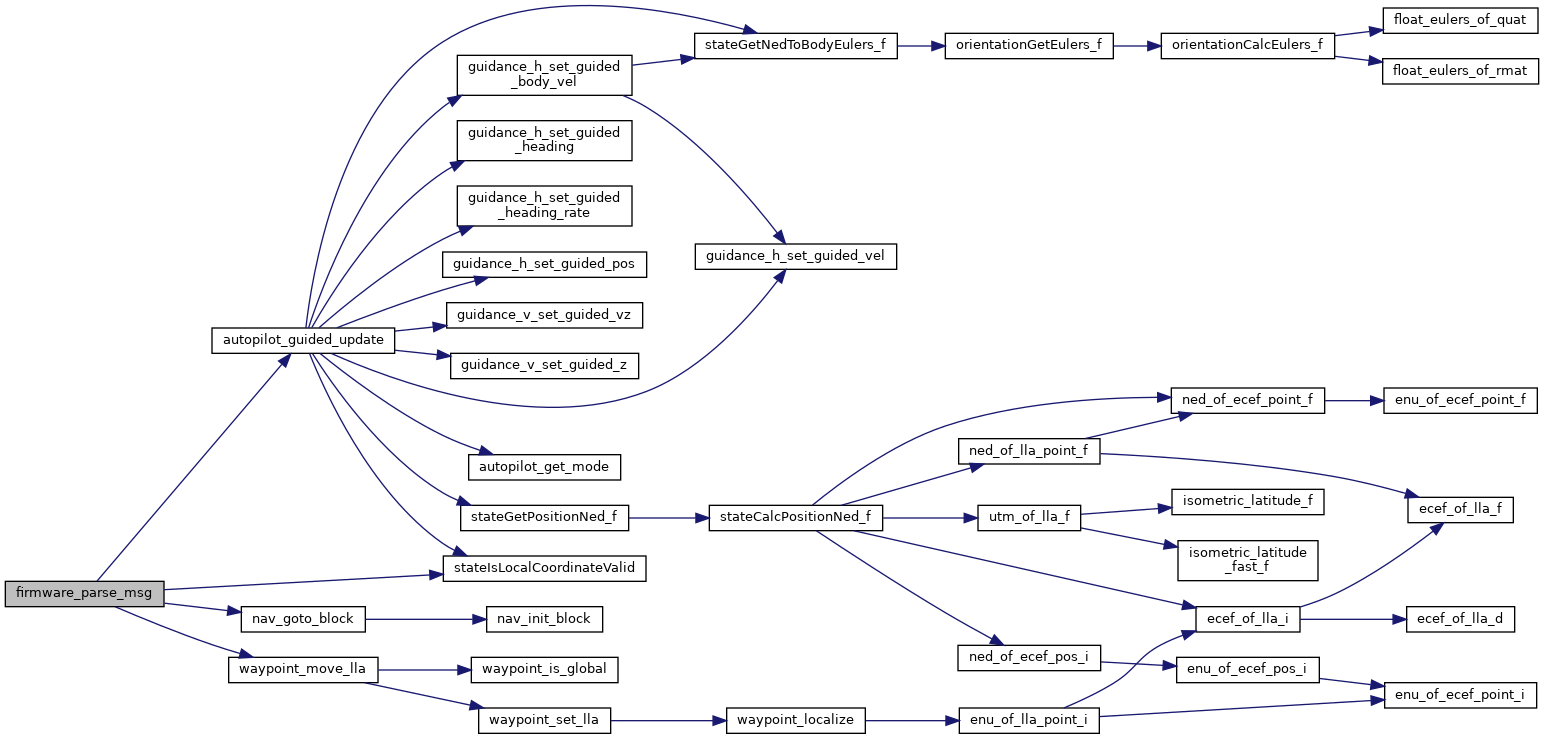 float_eulers_of_quat
stateGetNedToBodyEulers_f
orientationGetEulers_f
orientationCalcEulers_f
float_eulers_of_rmat
guidance_h_set_guided
_body_vel
guidance_h_set_guided
_heading
guidance_h_set_guided
_heading_rate
guidance_h_set_guided_pos
guidance_h_set_guided_vel
guidance_v_set_guided_vz
autopilot_guided_update
guidance_v_set_guided_z
ned_of_ecef_point_f
enu_of_ecef_point_f
ned_of_lla_point_f
autopilot_get_mode
isometric_latitude_f
ecef_of_lla_f
stateGetPositionNed_f
stateCalcPositionNed_f
utm_of_lla_f
isometric_latitude
_fast_f
stateIsLocalCoordinateValid
firmware_parse_msg
nav_goto_block
nav_init_block
ecef_of_lla_i
ecef_of_lla_d
ned_of_ecef_pos_i
waypoint_move_lla
waypoint_is_global
enu_of_ecef_pos_i
enu_of_ecef_point_i
waypoint_set_lla
waypoint_localize
enu_of_lla_point_i